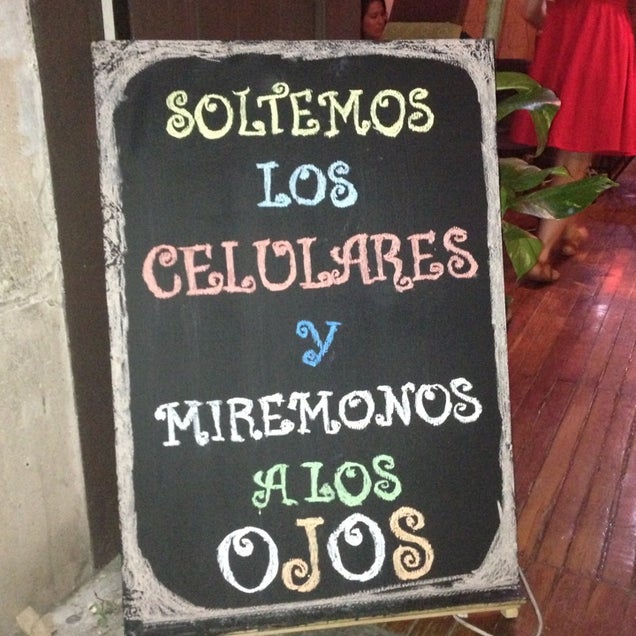 SOLTEMOS
LOS
CELULARES
Y
MIREMONOS
A LOS
OJOS